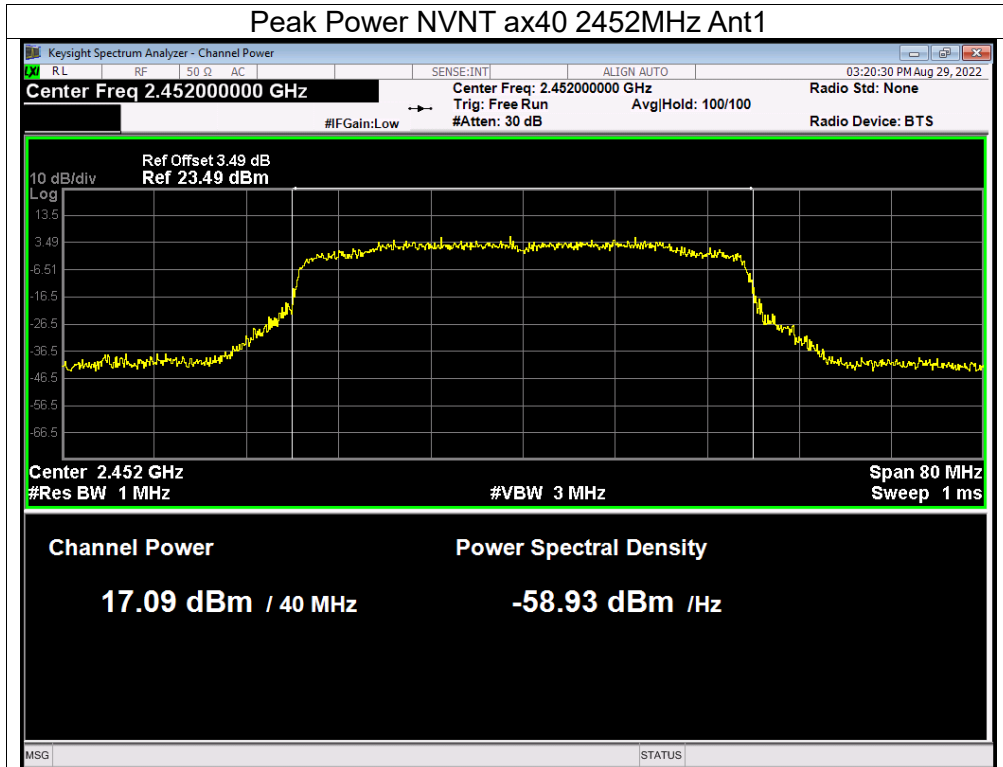 Peak Power NVNT ax40 2452MHz Ant1
Keysight Spectrum Analyzer - Channel Power
LXI RL RF 50 Ω AC SENSE:INT ALIGN AUTO 03:20:30 PM Aug 29, 2022
Center Freq 2.452000000 GHz Center Freq: 2.452000000 GHz Radio Std: None
Trig: Free Run Avg|Hold: 100/100
#IFGain:Low #Atten: 30 dB Radio Device: BTS
Ref Offset 3.49 dB
10 dB/div Ref 23.49 dBm
Log
13.5
3.49
-6.51
-16.5
-26.5
-36.5
-46.5
-56.5
-66.5
Center 2.452 GHz Span 80 MHz
#Res BW 1 MHz #VBW 3 MHz Sweep 1 ms
Channel Power Power Spectral Density
17.09 dBm / 40 MHz -58.93 dBm /Hz
MSG STATUS